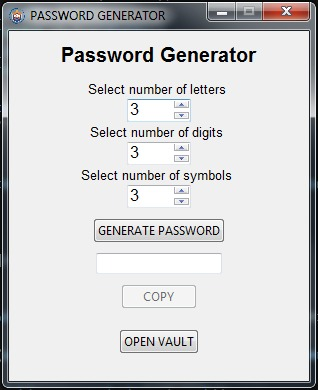 PASSWORD GENERATOR
Password Generator
Select number of letters
3
Select number of digits
3
Select number of symbols
3
GENERATE PASSWORD
COPY
OPEN VAULT